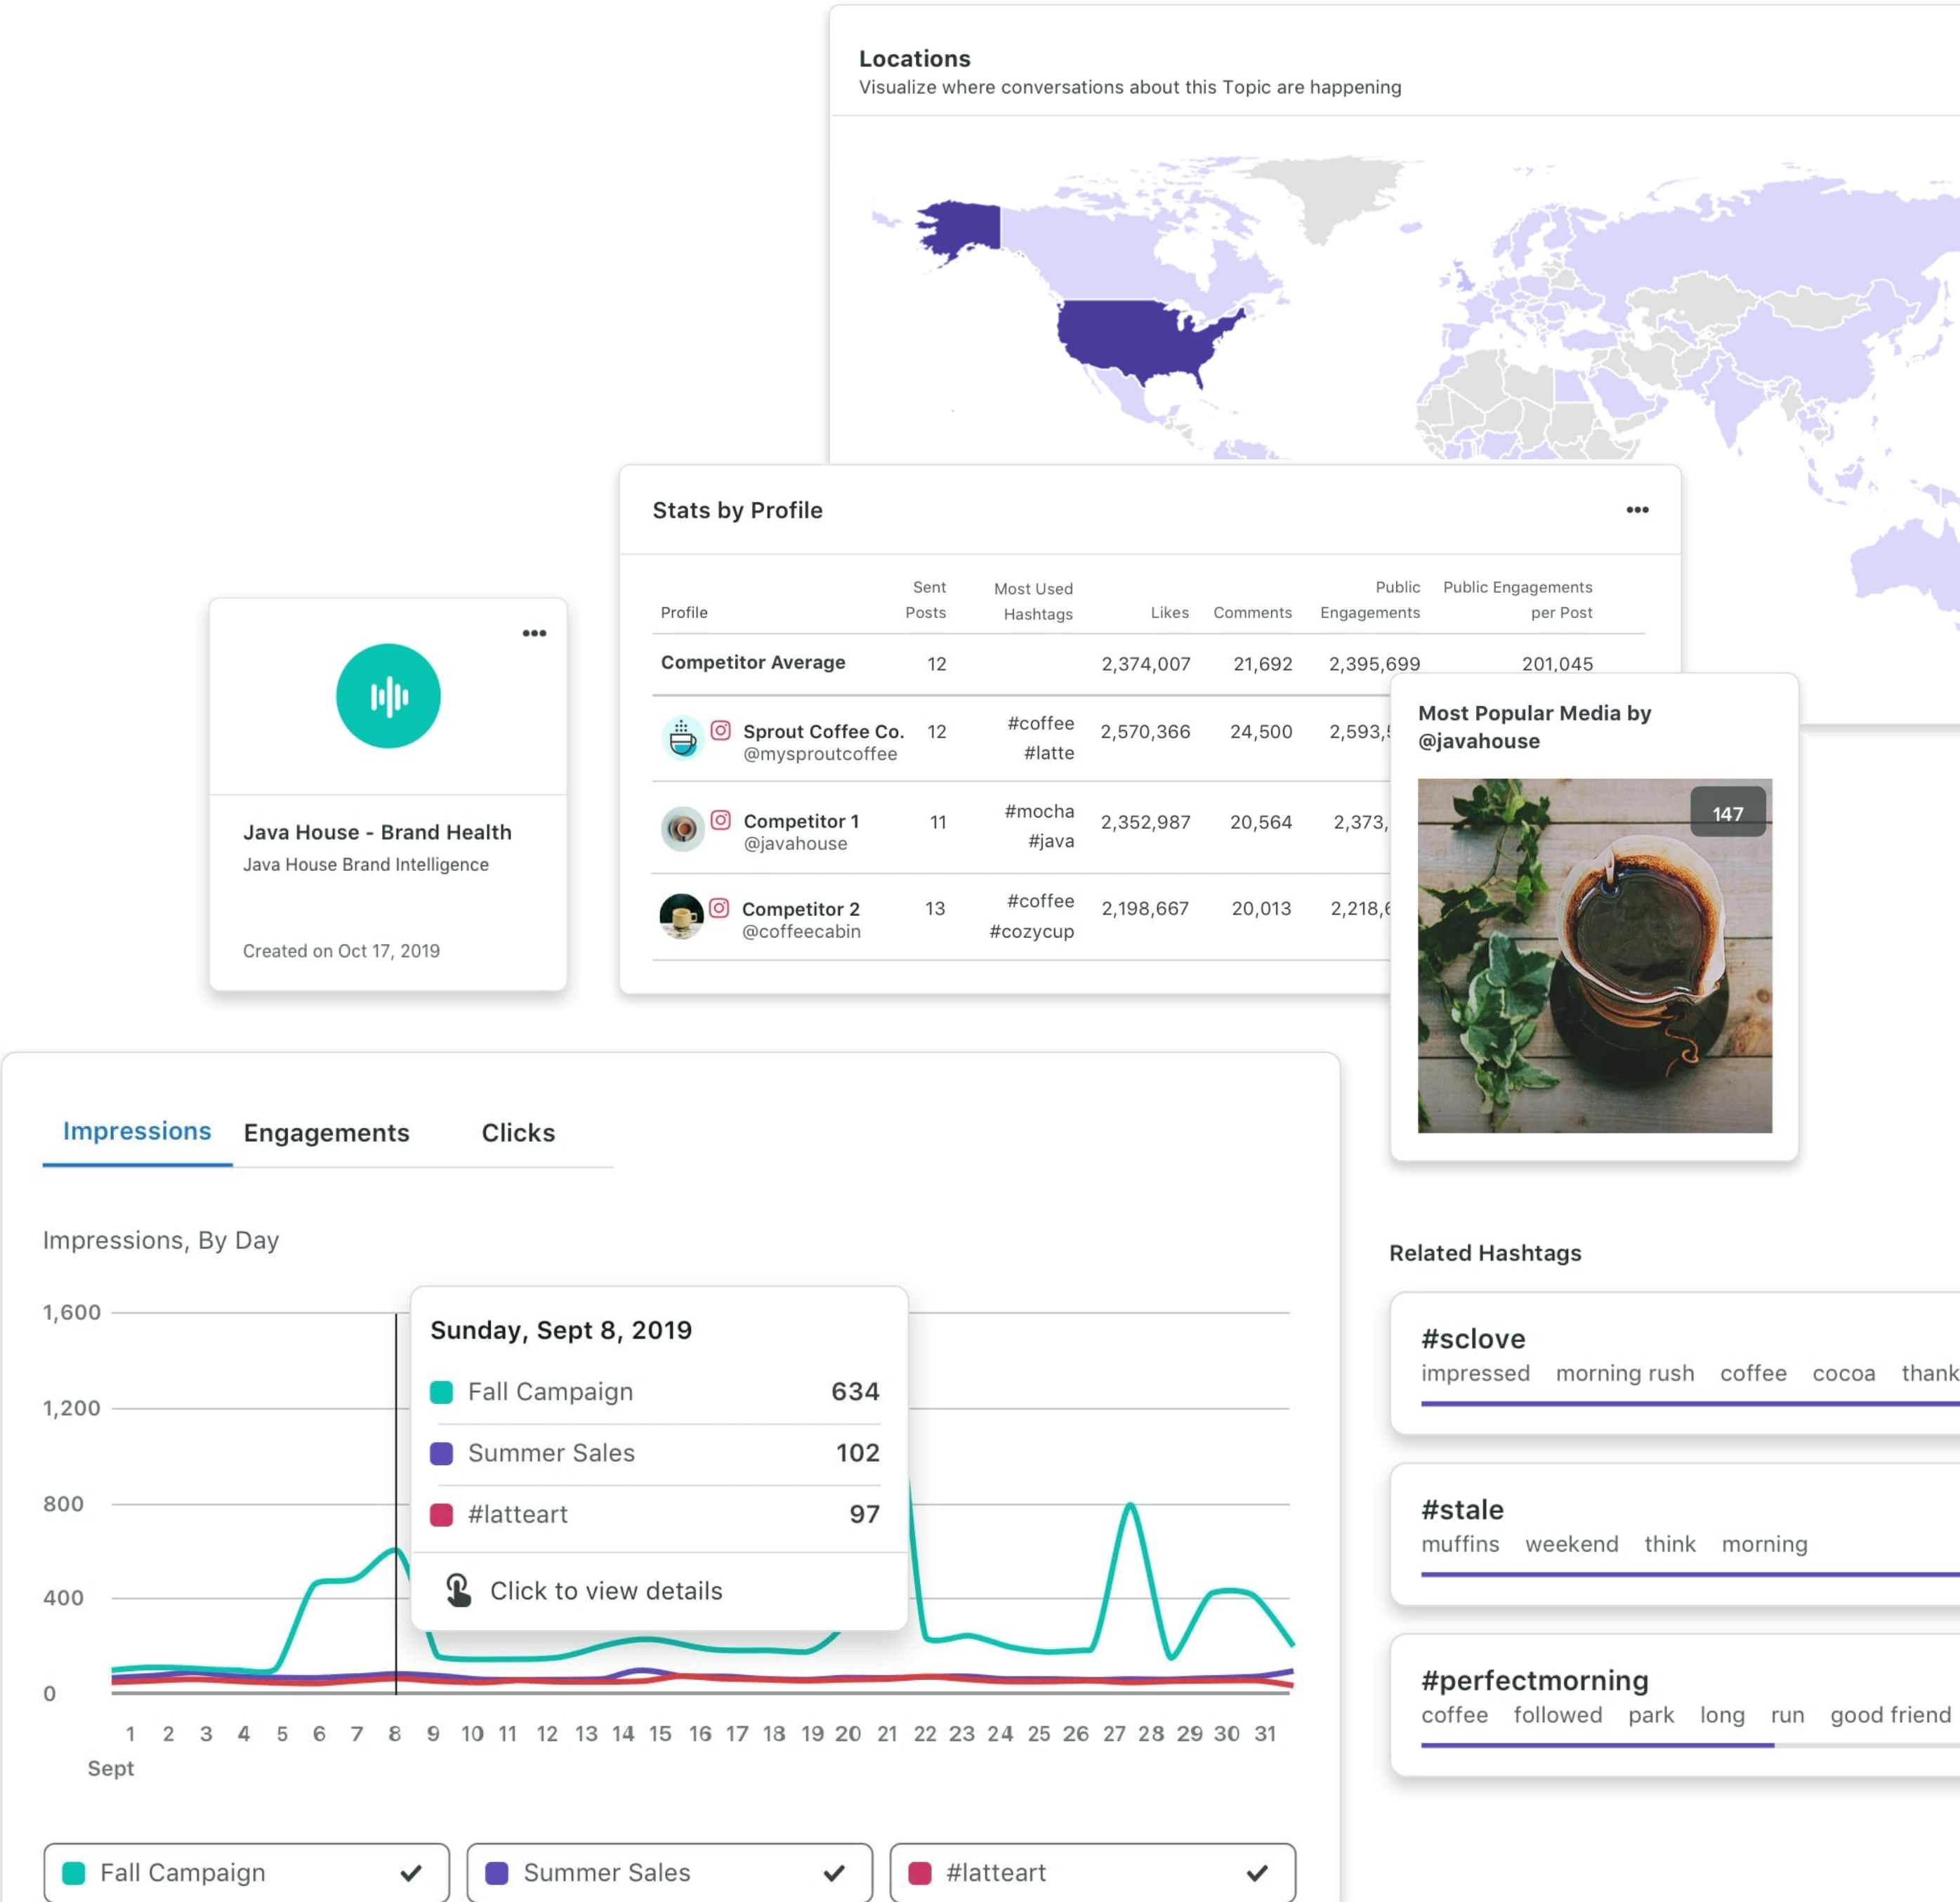 Locations
Visualize where conversations about this Topic are happening
Stats by Profile
Profile Sent Posts Most Used Hashtags Likes Comments Public Engagements Public Engagements per Post
Competitor Average 12 2,374,007 21,692 2,395,699 201,045
Sprout Coffee Co. 12 #coffee 2,570,366 24,500 2,593,
@mysproutcoffee #latte
Competitor 1 11 #mocha 2,352,987 20,564 2,373,
@javahouse #java
Competitor 2 13 #coffee 2,198,667 20,013 2,218,
@coffeecabin #cozycup
Java House - Brand Health
Java House Brand Intelligence
Created on Oct 17, 2019
Most Popular Media by
@javahouse
147
Impressions Engagements Clicks
Impressions, By Day
1,600
1,200
800
400
0
Sunday, Sept 8, 2019
Fall Campaign 634
Summer Sales 102
#latteart 97
Click to view details
1 2 3 4 5 6 7 8 9 10 11 12 13 14 15 16 17 18 19 20 21 22 23 24 25 26 27 28 29 30 31
Sept
Fall Campaign Summer Sales #latteart
Related Hashtags
#sclove
impressed morning rush coffee cocoa thank
#stale
muffins weekend think morning
#perfectmorning
coffee followed park long run good friend